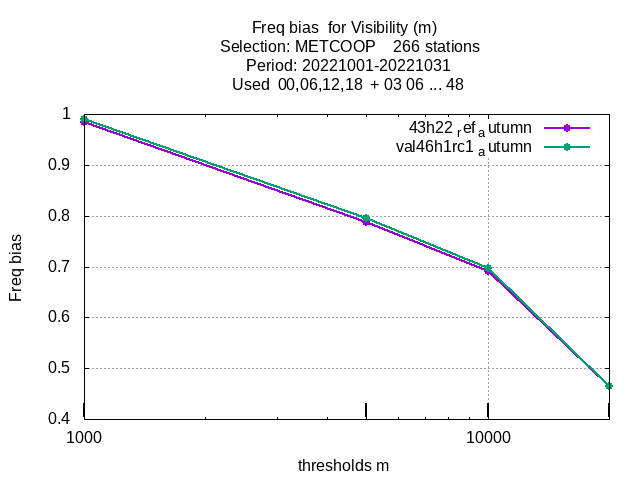 Freq bias  for Visibility (m)
Selection: METCOOP    266 stations
Period: 20221001-20221031
Used  00,06,12,18  + 03 06 ... 48
43h22 ref a utumn
val46h1rc1 a utumn
1
0.9
0.8
0.7
0.6
0.5
0.4
Freq bias
1000
10000
thresholds m